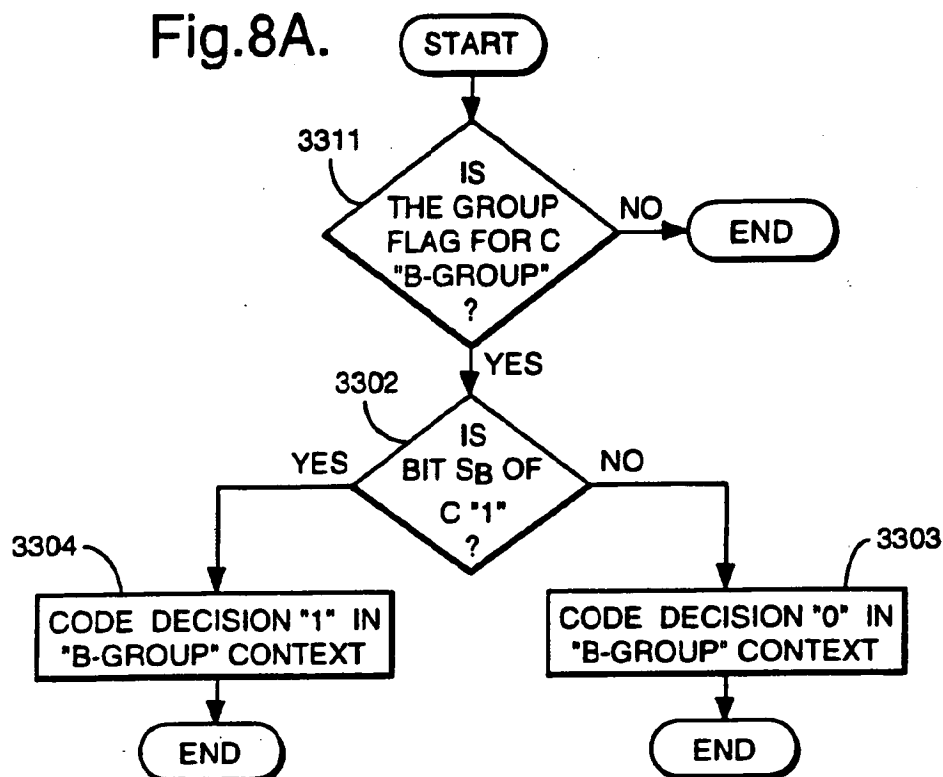 Fig.8A.
START
3311
IS
THE GROUP
FLAG FOR C
"B-GROUP"
?
NO
END
YES
3302
IS
BIT SB OF
C "1"
?
YES
NO
3304
3303
CODE DECISION "1" IN
"B-GROUP" CONTEXT
CODE DECISION "0" IN
"B-GROUP" CONTEXT
END
END